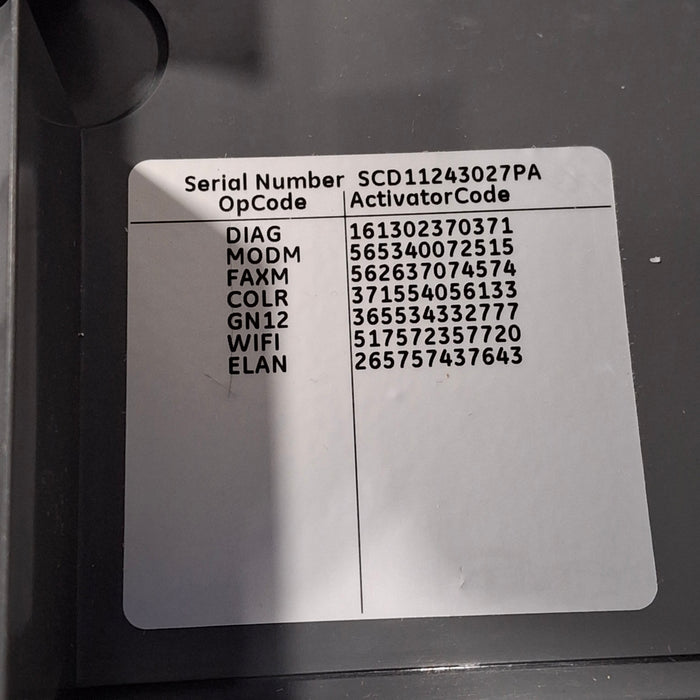 Serial Number SCD11243027PA
OpCode ActivatorCode
DIAG 161302370371
MODM 565340072515
FAXM 562637074574
COLR 371554056133
GN12 365534332777
WIFI 517572357720
ELAN 265757437643